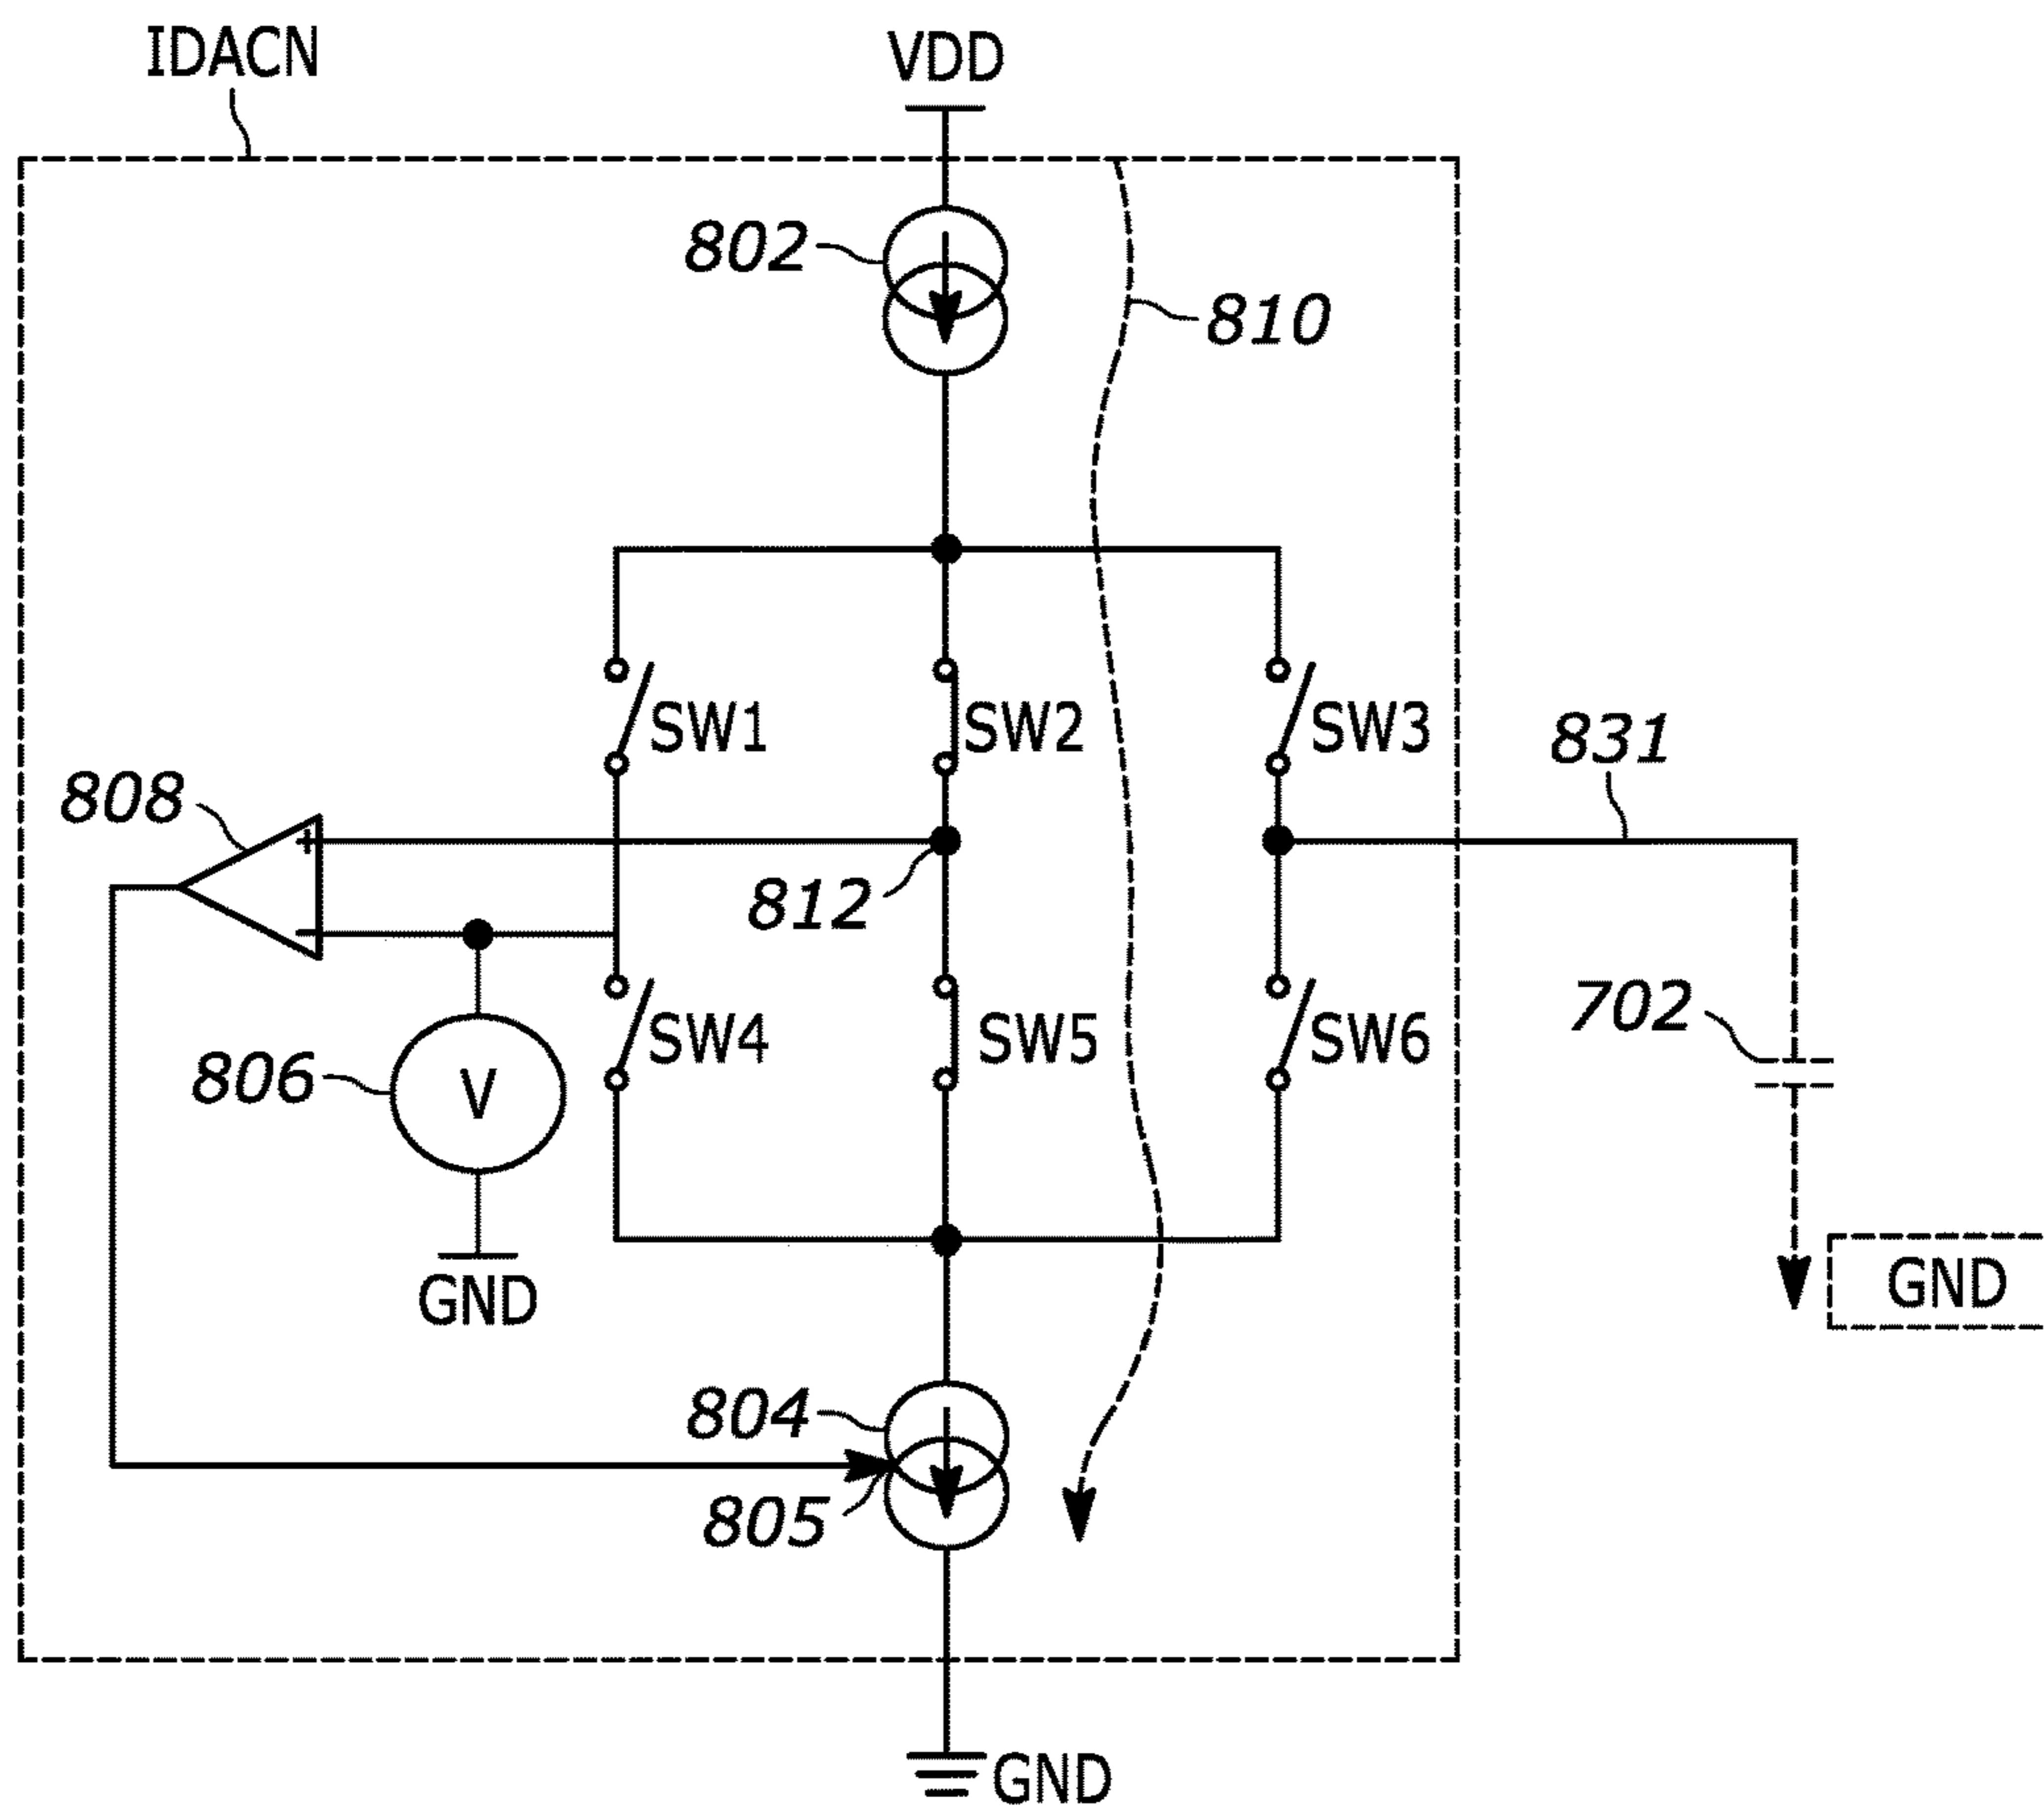 IDACN
VDD
802
810
SW1
SW2
SW3
831
808
+
812
-
702
SW4
SW5
SW6
806
V
GND
GND
804
805
GND